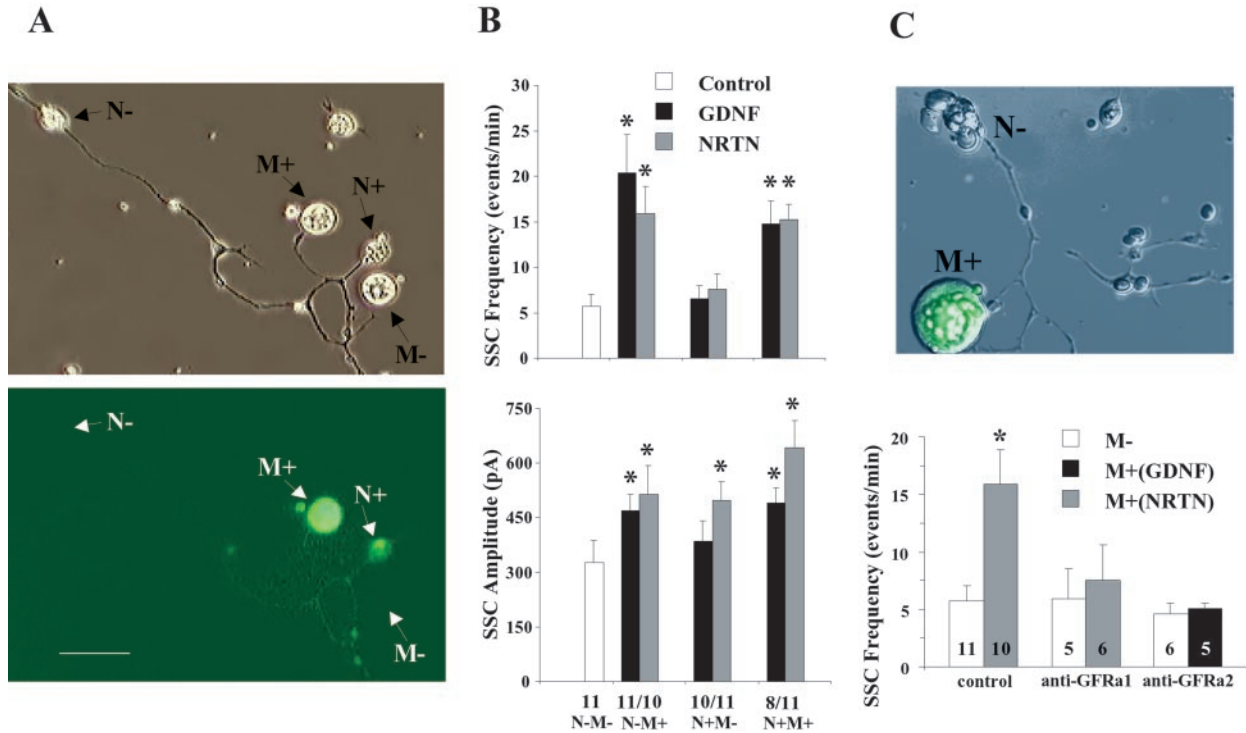 A
N-
M+
N+
M-
N-
M+
N+
M-
B
Control
GDNF
NRTN
SSC Frequency (events/min)
30
25
20
15
10
5
0
*
*
* *
SSC Amplitude (pA)
750
600
450
300
150
0
* *
*
*
*
11 11/10 10/11 8/11
N-M- N-M+ N+M- N+M+
C
N-
M+
M-
M+(GDNF)
M+(NRTN)
SSC Frequency (events/min)
20
15
10
5
0
*
11 10 5 6 6 5
control anti-GFRa1 anti-GFRa2